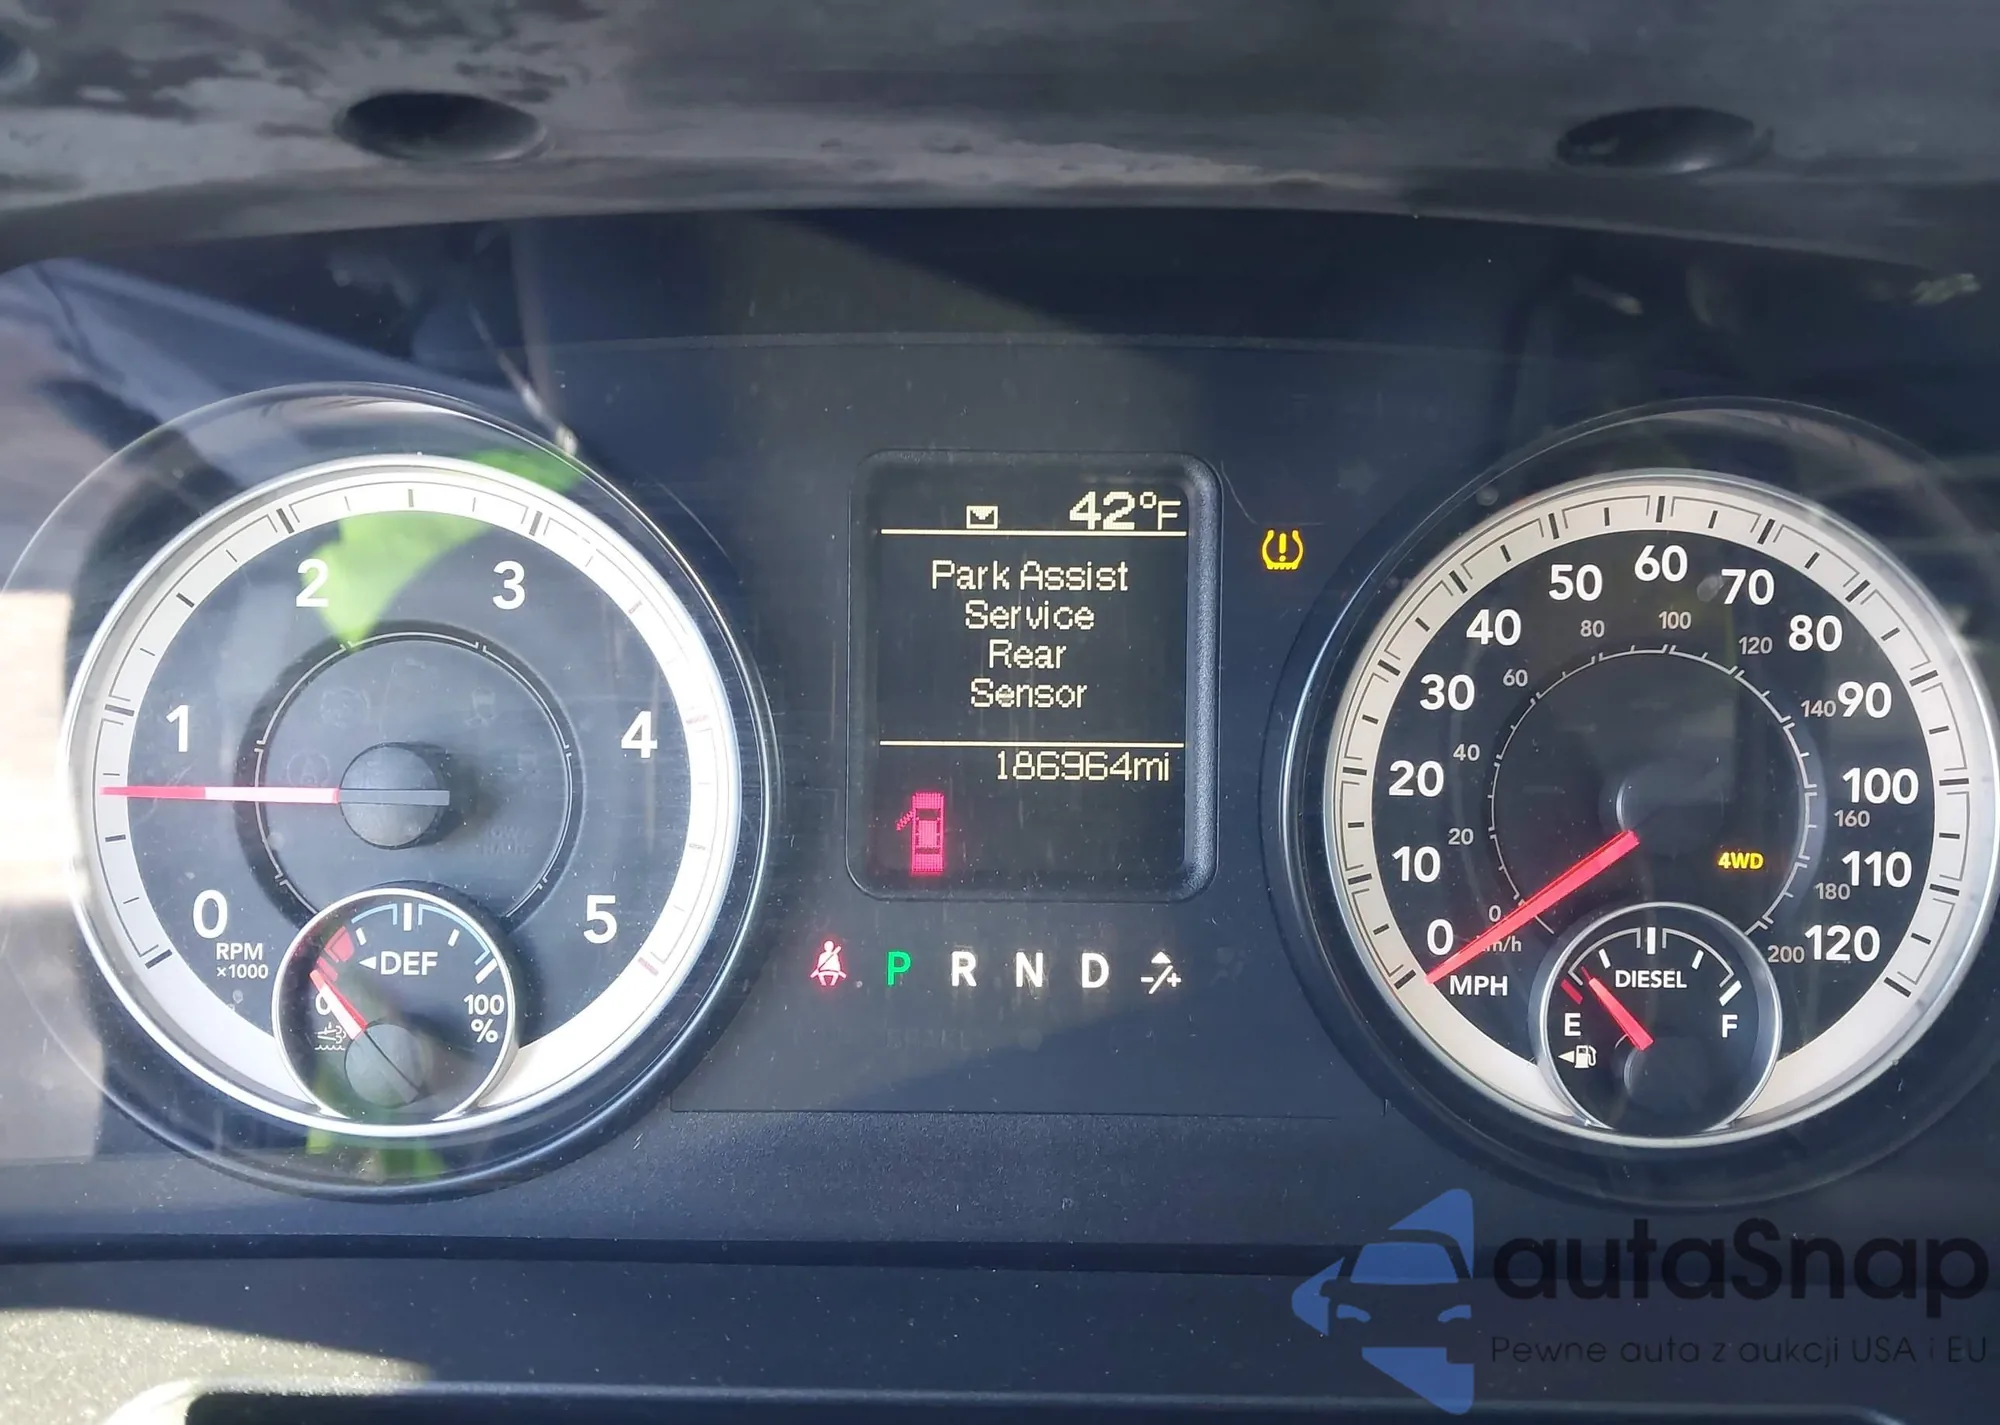 42°F
Park Assist
Service
Rear
Sensor
186964mi
0
1
2
3
4
5
RPM
×1000
◄DEF
0
100
%
P R N D -/+
0
10
20
30
40
50
60
70
80
90
100
110
120
MPH
0
20
40
60
80
100
120
140
160
180
200
km/h
4WD
DIESEL
E
F
autaSnap
Pewne auta z aukcji USA i EU